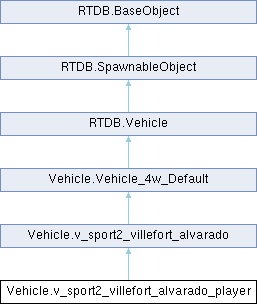 RTDB.BaseObject
RTDB.SpawnableObject
RTDB.Vehicle
Vehicle.Vehicle_4w_Default
Vehicle.v_sport2_villefort_alvarado
Vehicle.v_sport2_villefort_alvarado_player